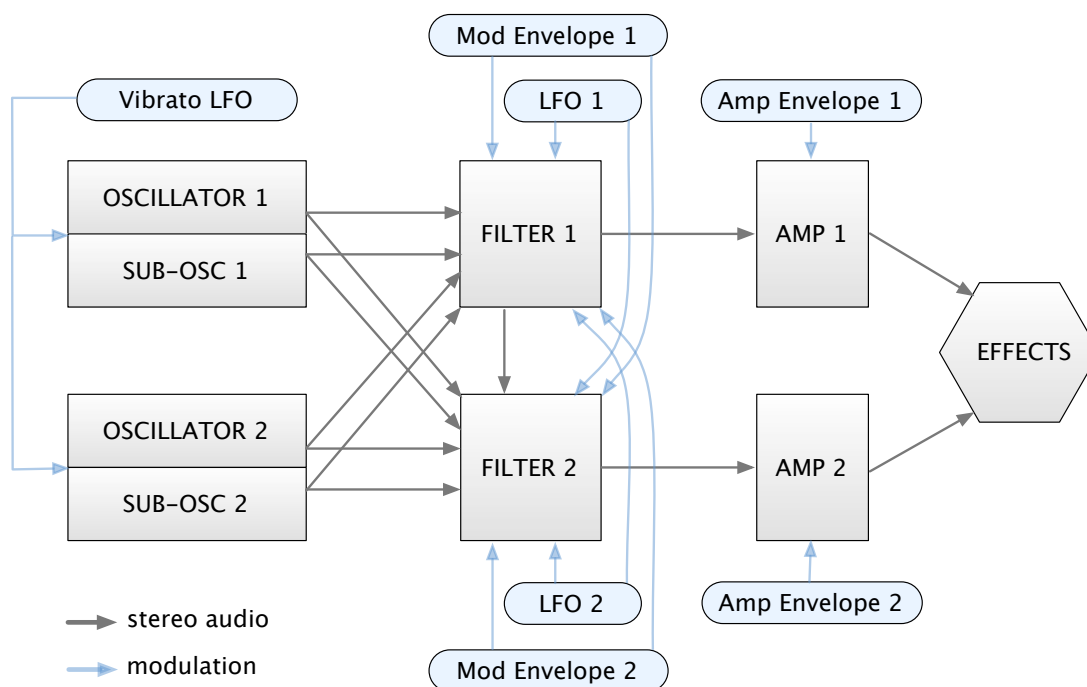 Mod Envelope 1
Vibrato LFO
LFO 1
Amp Envelope 1
OSCILLATOR 1
SUB-OSC 1
FILTER 1
AMP 1
EFFECTS
OSCILLATOR 2
SUB-OSC 2
FILTER 2
AMP 2
LFO 2
Amp Envelope 2
stereo audio
modulation
Mod Envelope 2